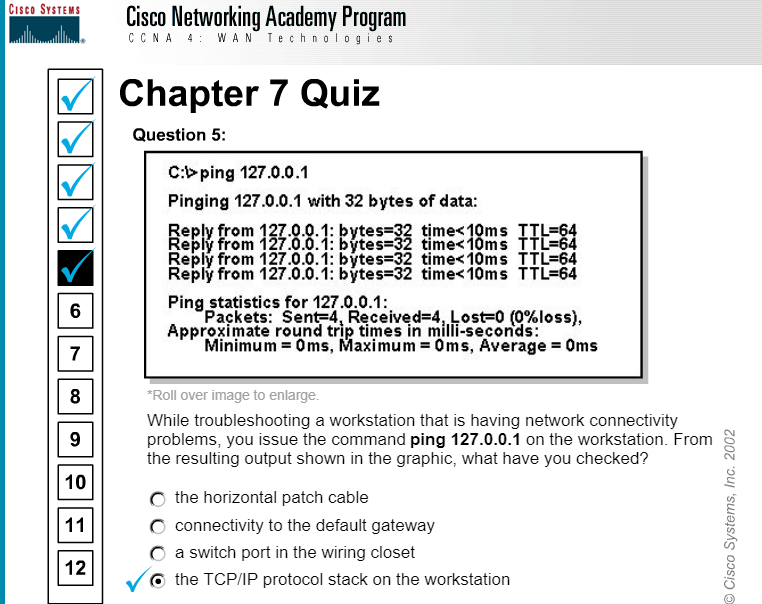 CISCO SYSTEMS
Cisco Networking Academy Program
CCNA 4: WAN Technologies
Chapter 7 Quiz
Question 5:
C:\>ping 127.0.0.1
Pinging 127.0.0.1 with 32 bytes of data:
Reply from 127.0.0.1: bytes=32 time<10ms TTL=64
Reply from 127.0.0.1: bytes=32 time<10ms TTL=64
Reply from 127.0.0.1: bytes=32 time<10ms TTL=64
Reply from 127.0.0.1: bytes=32 time<10ms TTL=64
Ping statistics for 127.0.0.1:
Packets: Sent=4, Received=4, Lost=0 (0%loss),
Approximate round trip times in milli-seconds:
Minimum = 0ms, Maximum = 0ms, Average = 0ms
*Roll over image to enlarge.
While troubleshooting a workstation that is having network connectivity
problems, you issue the command ping 127.0.0.1 on the workstation. From
the resulting output shown in the graphic, what have you checked?
the horizontal patch cable
connectivity to the default gateway
a switch port in the wiring closet
the TCP/IP protocol stack on the workstation
6
7
8
9
10
11
12
© Cisco Systems, Inc. 2002